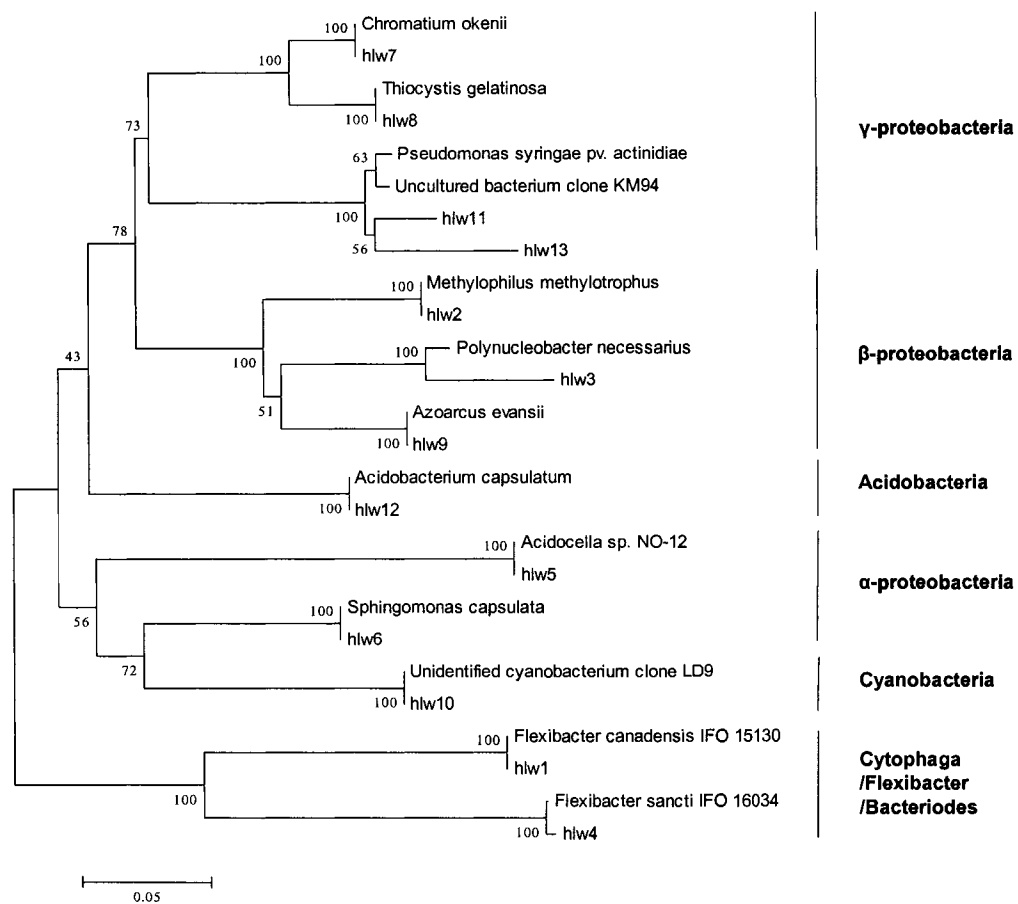 100 Chromatium okenii
100
hlw7
Thiocystis gelatinosa
100 hlw8
γ-proteobacteria
73
63 Pseudomonas syringae pv. actinidiae
Uncultured bacterium clone KM94
100
hlw11
56
hlw13
78
100 Methylophilus methylotrophus
hlw2
100 Polynucleobacter necessarius
β-proteobacteria
43
100
hlw3
51
Azoarcus evansii
100 hlw9
Acidobacterium capsulatum
100 hlw12
Acidobacteria
100 Acidocella sp. NO-12
hlw5
α-proteobacteria
56
100 Sphingomonas capsulata
hlw6
72
Unidentified cyanobacterium clone LD9
100 hlw10
Cyanobacteria
100 Flexibacter canadensis IFO 15130
hlw1
Cytophaga
/Flexibacter
/Bacteriodes
100
Flexibacter sancti IFO 16034
100 hlw4
0.05